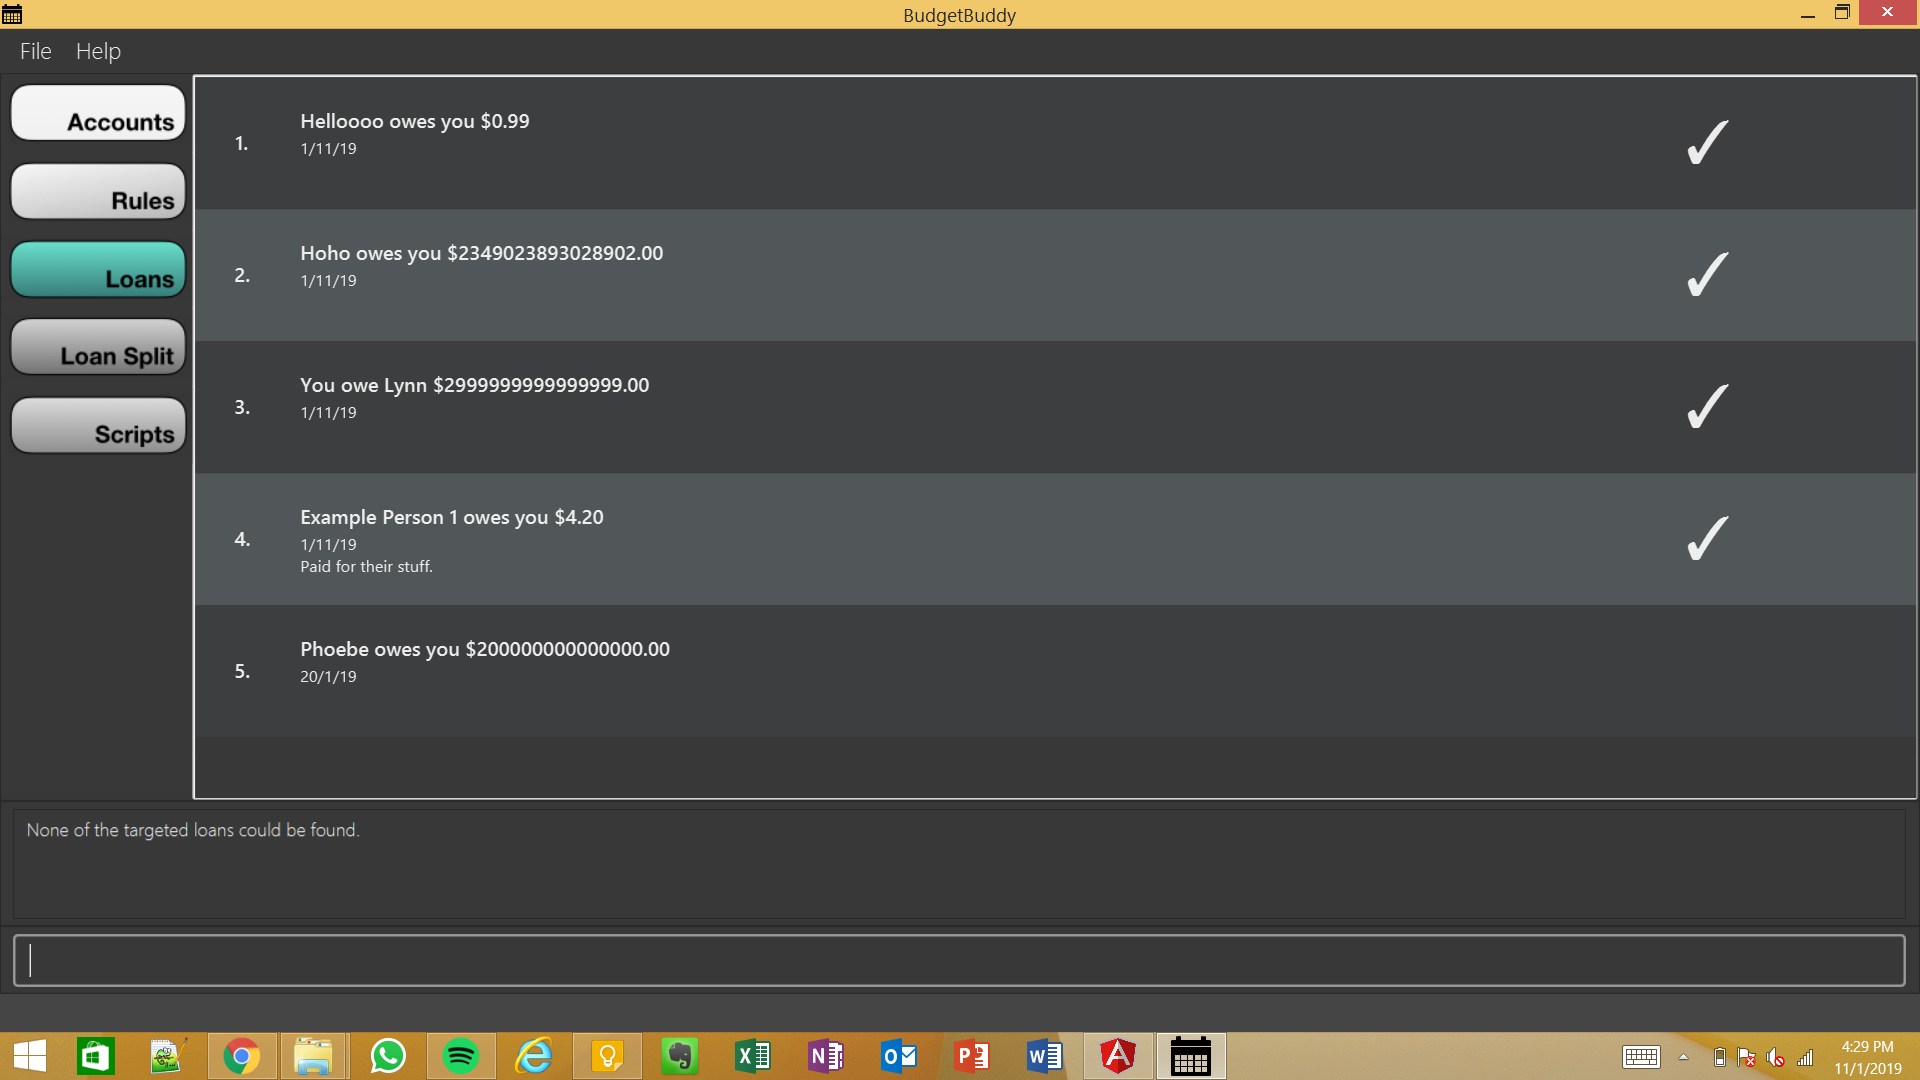 BudgetBuddy
File Help
Accounts
Rules
Loans
Loan Split
Scripts
1.
Helloooo owes you $0.99
1/11/19
✓
2.
Hoho owes you $2349023893028902.00
1/11/19
✓
3.
You owe Lynn $2999999999999999.00
1/11/19
✓
4.
Example Person 1 owes you $4.20
1/11/19
Paid for their stuff.
✓
5.
Phoebe owes you $200000000000000.00
20/1/19
None of the targeted loans could be found.
4:29 PM
11/1/2019